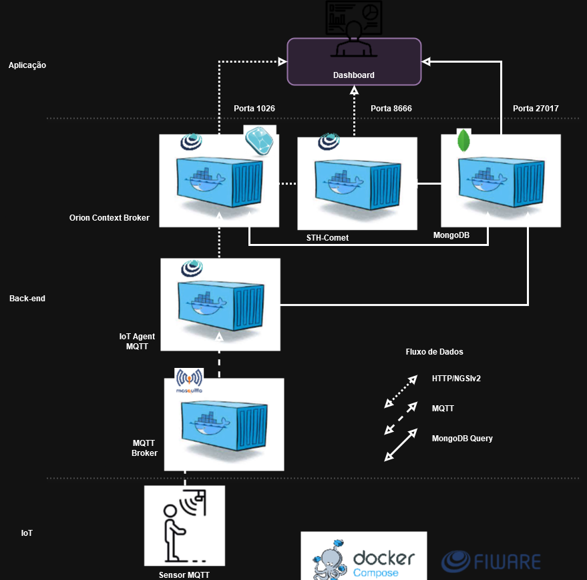 Aplicação
Dashboard
Porta 1026
Porta 8666
Porta 27017
Orion Context Broker
STH-Comet
MongoDB
Back-end
IoT Agent
MQTT
Fluxo de Dados
HTTP/NGSIv2
MQTT
MongoDB Query
mosquitto
MQTT
Broker
IoT
Sensor MQTT
docker
Compose
FIWARE